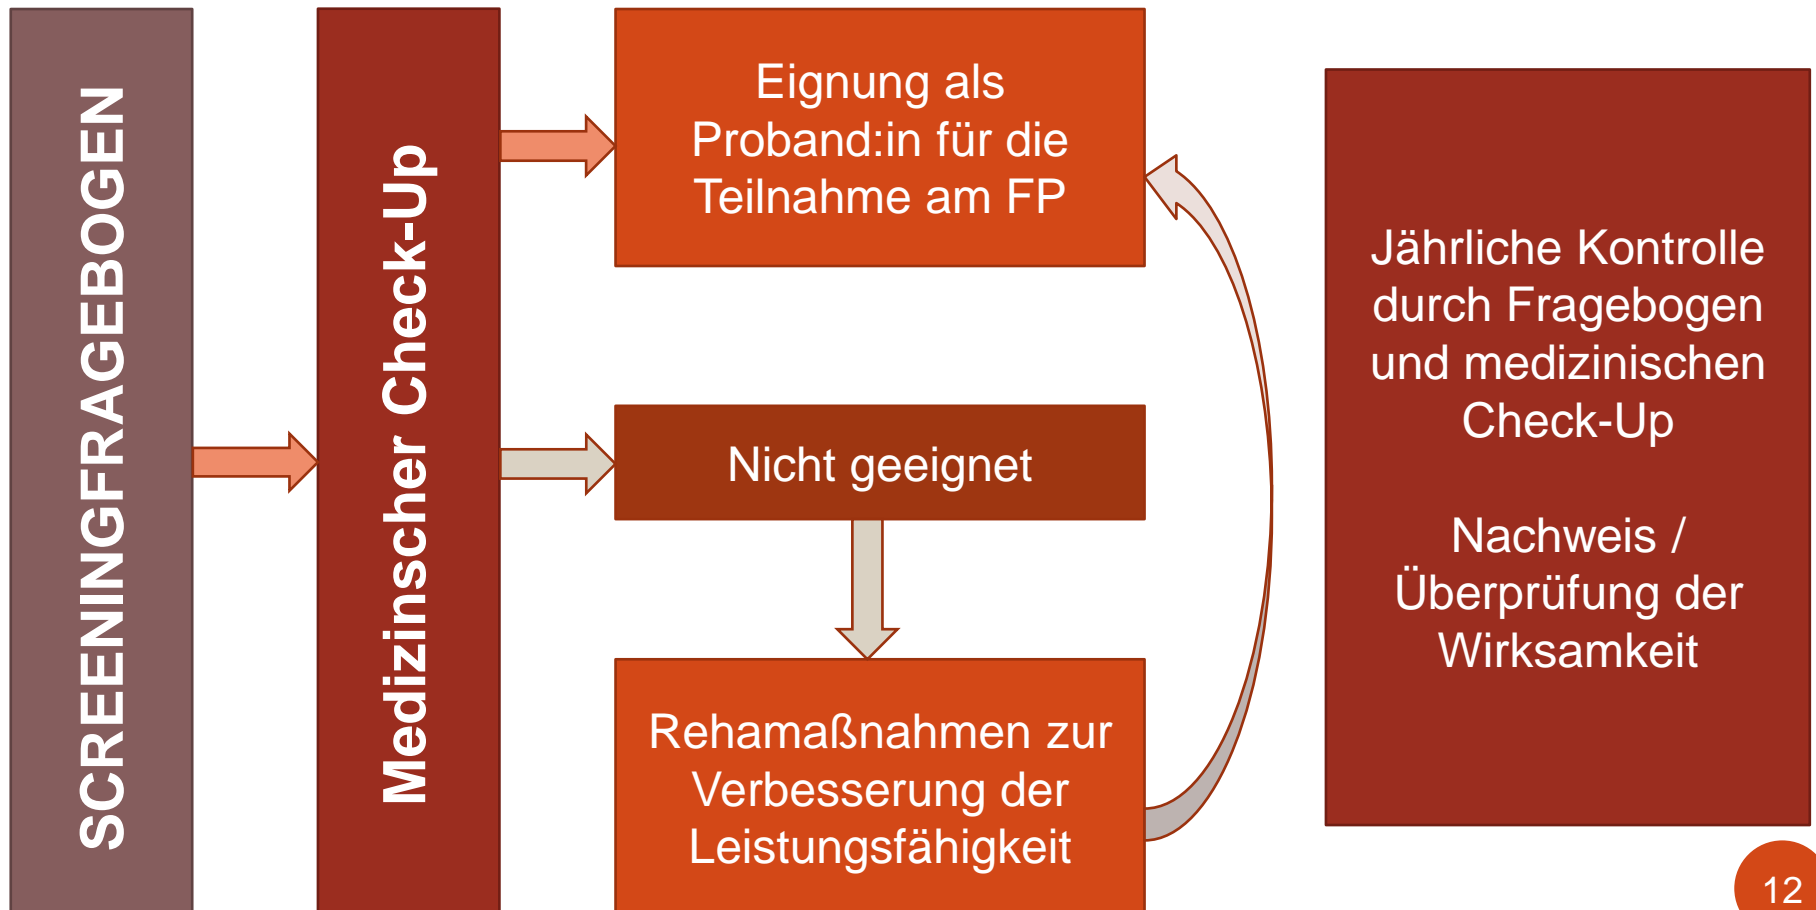 SCREENINGFRAGEBOGEN
Medizinscher Check-Up
Eignung als
Proband:in für die
Teilnahme am FP
Nicht geeignet
Rehamaßnahmen zur
Verbesserung der
Leistungsfähigkeit
Jährliche Kontrolle
durch Fragebogen
und medizinischen
Check-Up
Nachweis /
Überprüfung der
Wirksamkeit
12